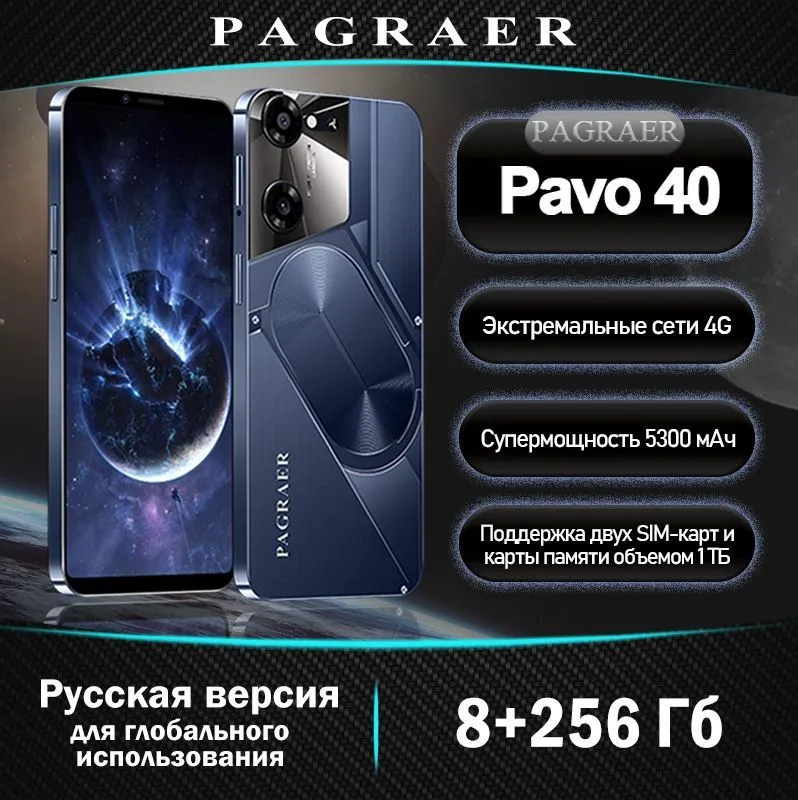 PAGRAER
PAGRAER
Pavo 40
Экстремальные сети 4G
Супермощность 5300 мАч
Поддержка двух SIM-карт и
карты памяти объемом 1ТБ
PAGRAER
Русская версия
для глобального
использования
8+256 Гб